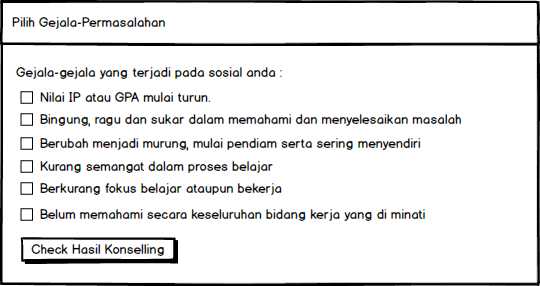 Pilih Gejala-Permasalahan
Gejala-gejala yang terjadi pada sosial anda :
Nilai IP atau GPA mulai turun.
Bingung, ragu dan sukar dalam memahami dan menyelesaikan masalah
Berubah menjadi murung, mulai pendiam serta sering menyendiri
Kurang semangat dalam proses belajar
Berkurang fokus belajar ataupun bekerja
Belum memahami secara keseluruhan bidang kerja yang di minati
Check Hasil Konselling